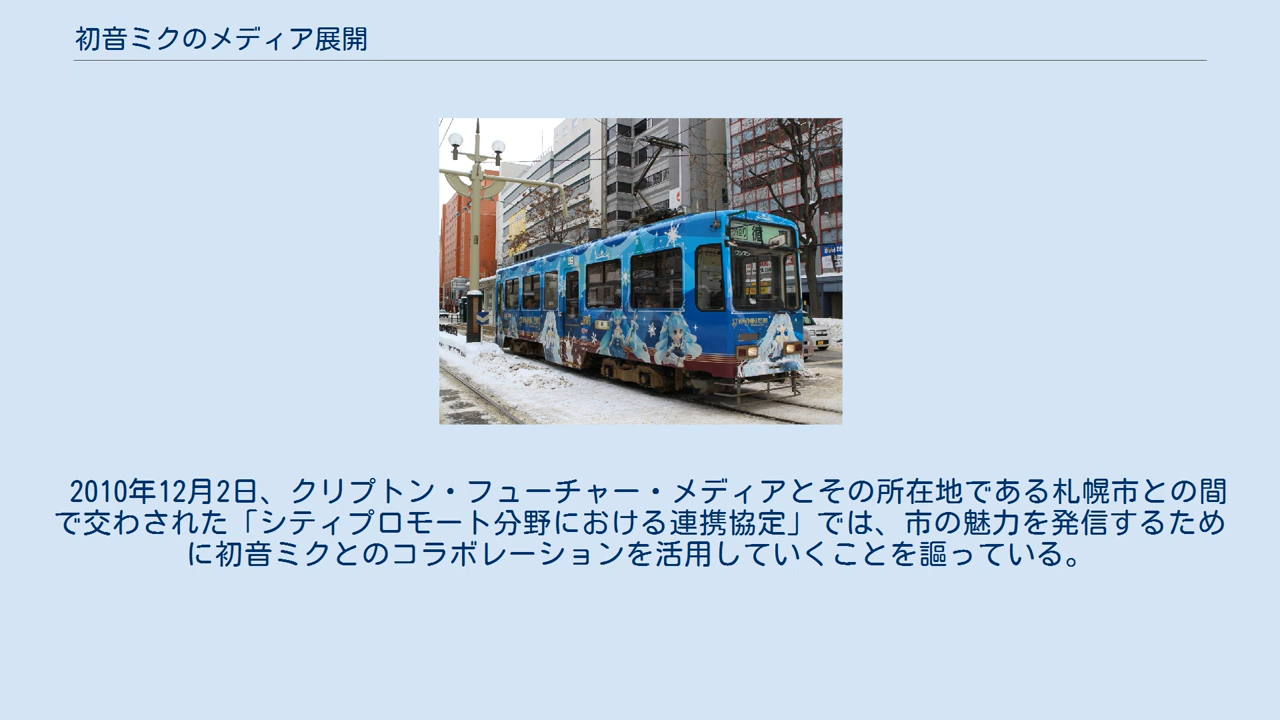 初音ミクのメディア展開
2010年12月2日、クリプトン・フューチャー・メディアとその所在地である札幌市との間
で交わされた「シティプロモート分野における連携協定」では、市の魅力を発信するため
に初音ミクとのコラボレーションを活用していくことを謳っている。